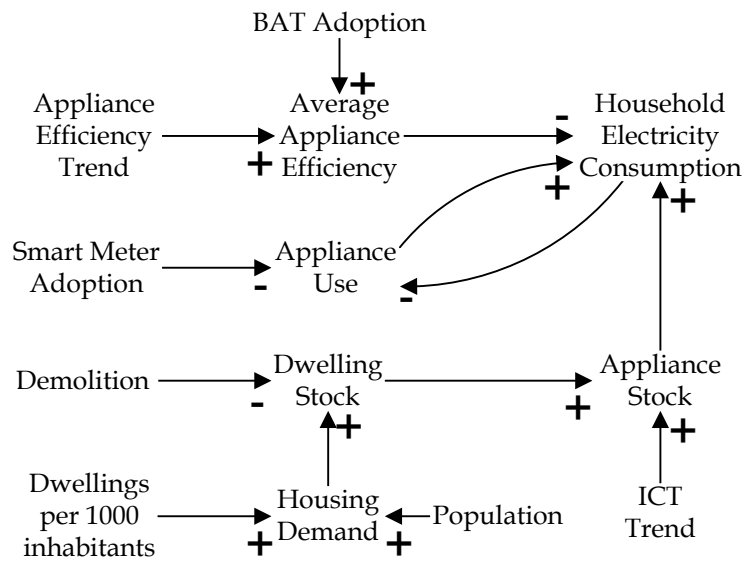 BAT Adoption
+
Appliance
Efficiency
Trend
+
Average
Appliance
Efficiency
-
Household
Electricity
Consumption
+
+
Smart Meter
Adoption
-
Appliance
Use
-
Demolition
-
Dwelling
Stock
+
+
Appliance
Stock
+
Dwellings
per 1000
inhabitants
+
Housing
Demand
+
Population
ICT
Trend